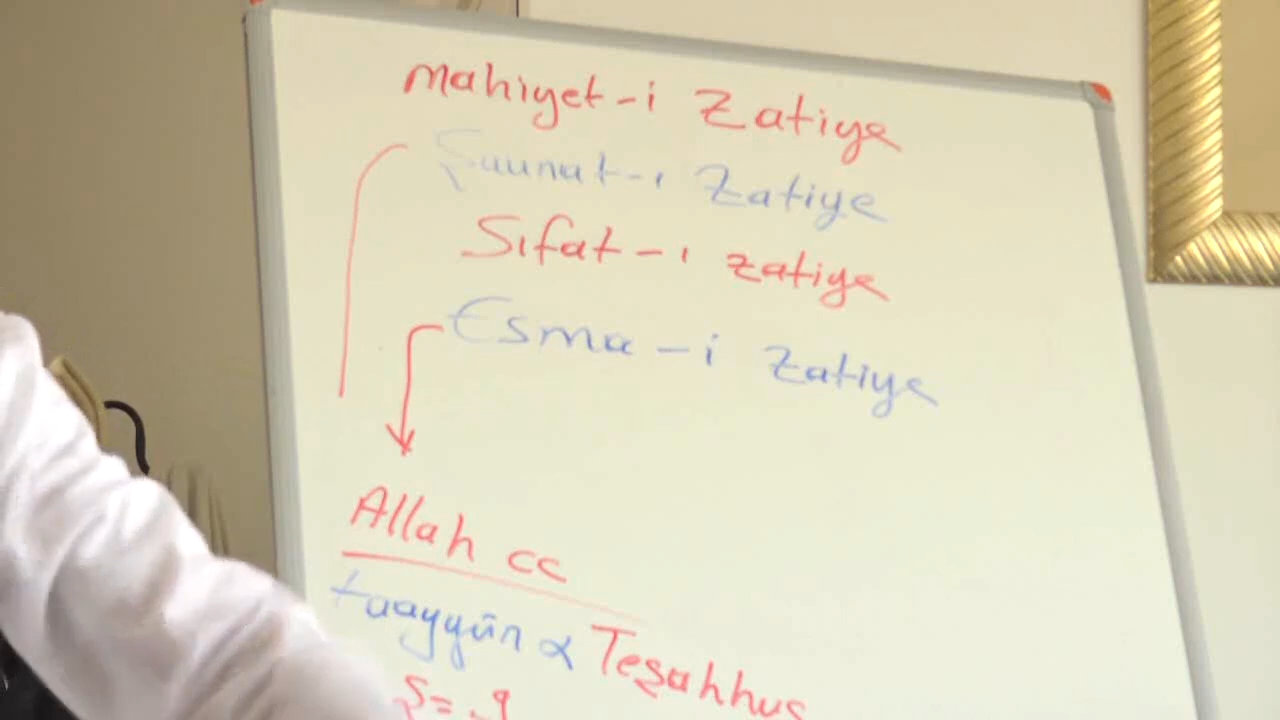 Mahiyet-i Zatiye
Şuunat-ı Zatiye
Sıfat-ı zatiye
Esma-i Zatiye
Allah cc
taayyün α Teşahhus